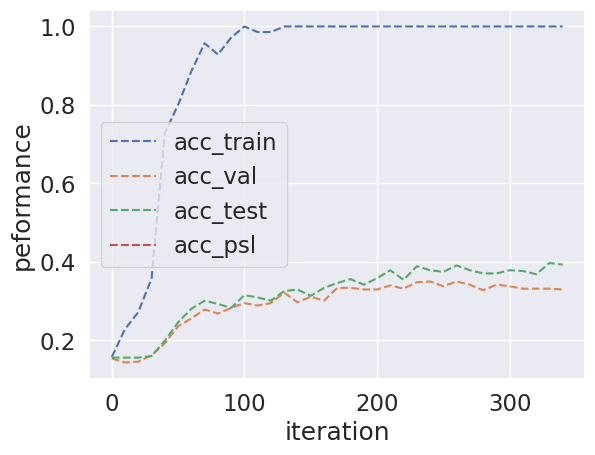 1.0
0.8
0.6
0.4
0.2
peformance
acc_train
acc_val
acc_test
acc_psl
0 100 200 300
iteration